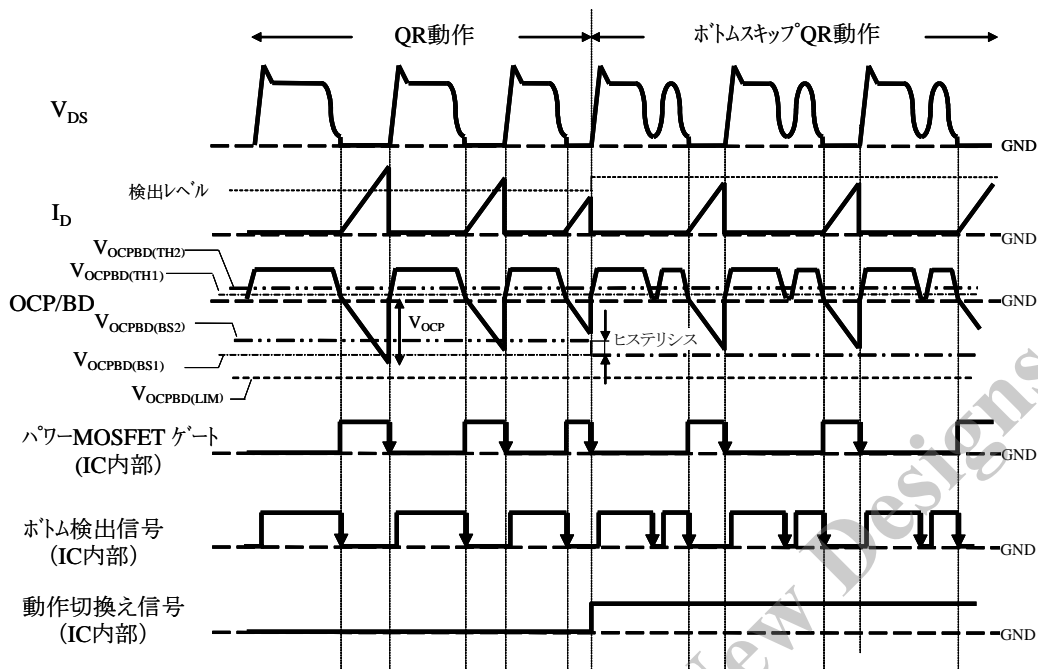 QR動作
ボトムスキップQR動作
V_DS
GND
検出レベル
I_D
GND
V_OCPBD(TH2)
V_OCPBD(TH1)
OCP/BD
GND
V_OCPBD(BS2)
V_OCP
ヒステリシス
V_OCPBD(BS1)
V_OCPBD(LIM)
パワーMOSFET ゲート
(IC内部)
GND
ボトム検出信号
(IC内部)
GND
動作切換え信号
(IC内部)
GND
New Designs